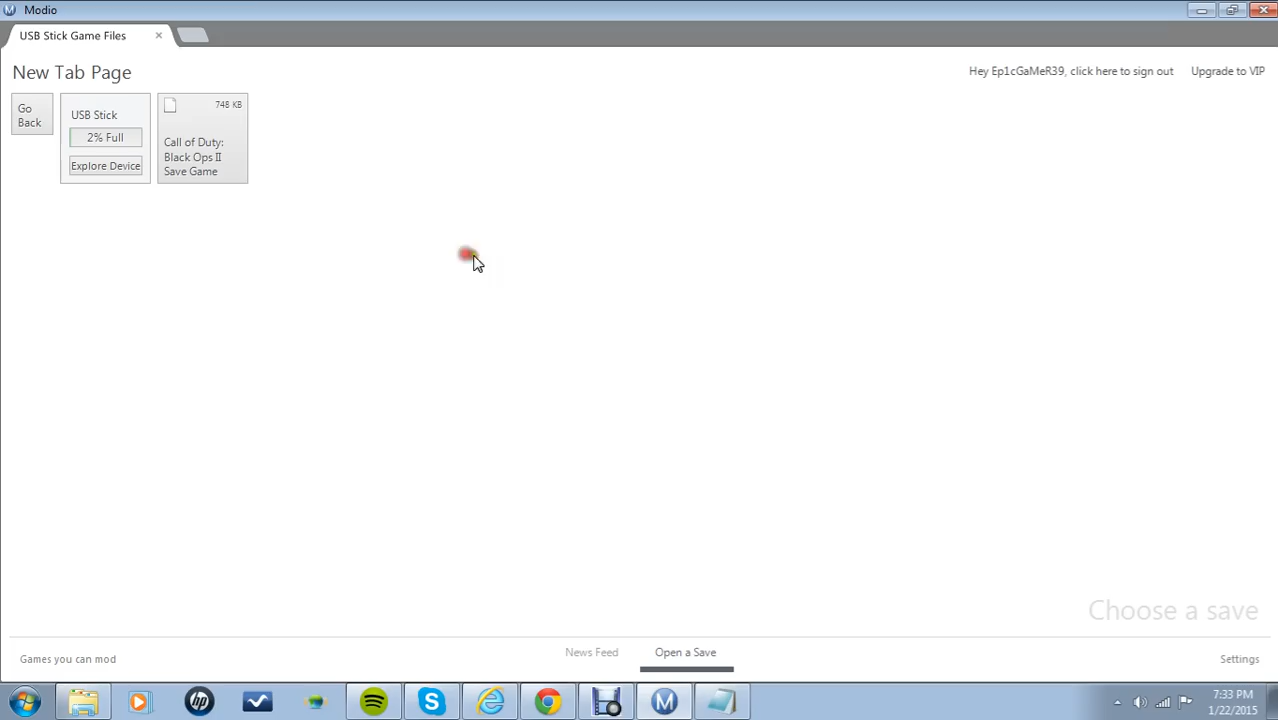 Modio
USB Stick Game Files
New Tab Page
Hey Ep1cGaMeR39, click here to sign out
Upgrade to VIP
Go
Back
USB Stick
2% Full
Explore Device
748 KB
Call of Duty:
Black Ops II
Save Game
Choose a save
Games you can mod
News Feed
Open a Save
Settings
hp
S
M
7:33 PM
1/22/2015